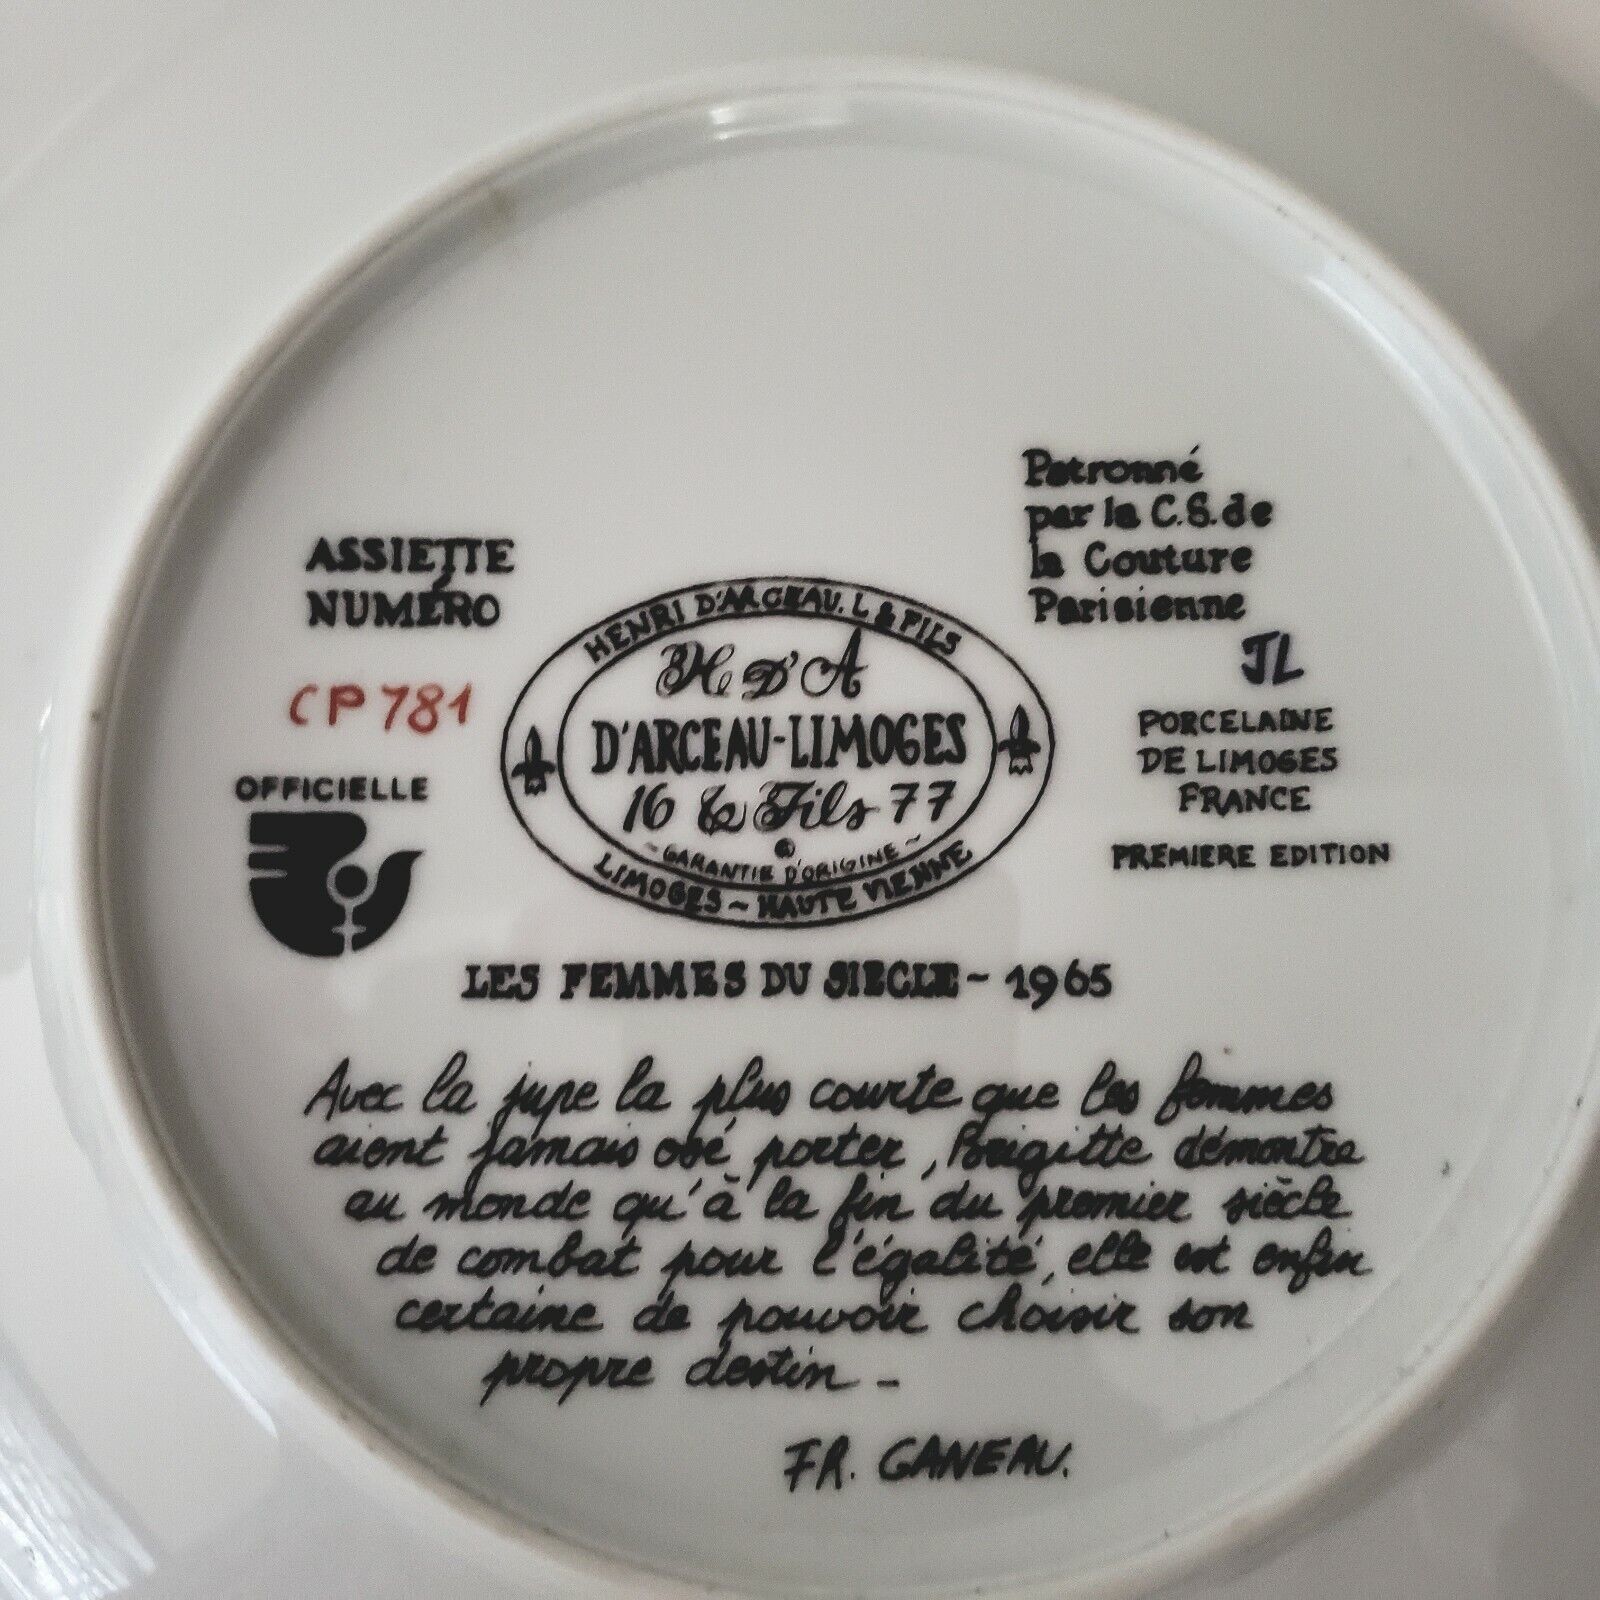 Patronné
par la C.S. de
la Couture
Parisienne
JL
ASSIETTE
NUMÉRO
CP 781
OFFICIELLE
HENRI D'ARCEAU. L & FILS
H D'A
D'ARCEAU-LIMOGES
16 & Fils 77
~ GARANTIE D'ORIGINE ~
LIMOGES ~ HAUTE VIENNE
PORCELAINE
DE LIMOGES
FRANCE
PREMIERE EDITION
LES FEMMES DU SIECLE ~ 1965
Avec la jupe la plus courte que les femmes
aient jamais osé porter, Brigitte démontre
au monde qu'à la fin du premier siècle
de combat pour l'égalité, elle est enfin
certaine de pouvoir choisir son
propre destin -
FR. GANEAU.